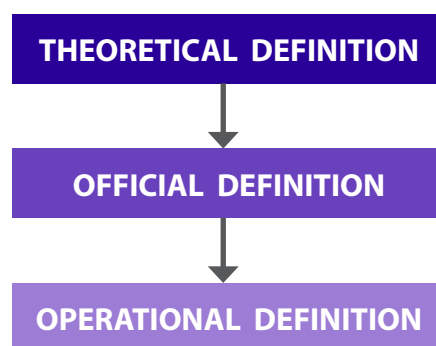 THEORETICAL DEFINITION
OFFICIAL DEFINITION
OPERATIONAL DEFINITION